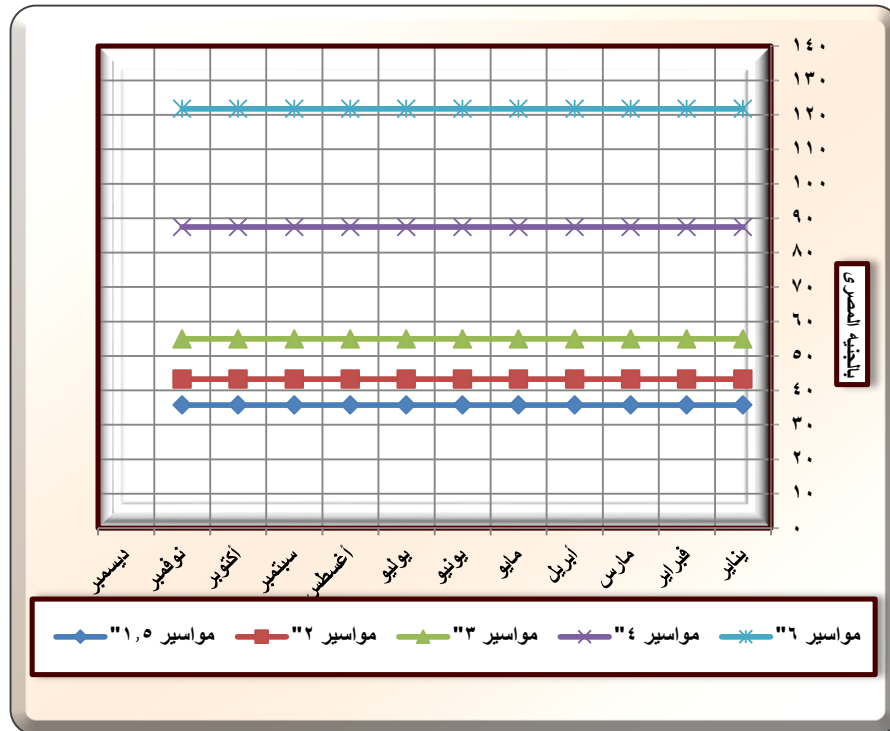 ١٤٠
١٣٠
١٢٠
١١٠
١٠٠
٩٠
٨٠
٧٠
٦٠
٥٠
٤٠
٣٠
٢٠
١٠
٠
بالجنيه المصرى
يناير
فبراير
مارس
أبريل
مايو
يونيو
يوليو
أغسطس
سبتمبر
أكتوبر
نوفمبر
ديسمبر
مواسير ٦" مواسير ٤" مواسير ٣" مواسير ٢" مواسير ١,٥"